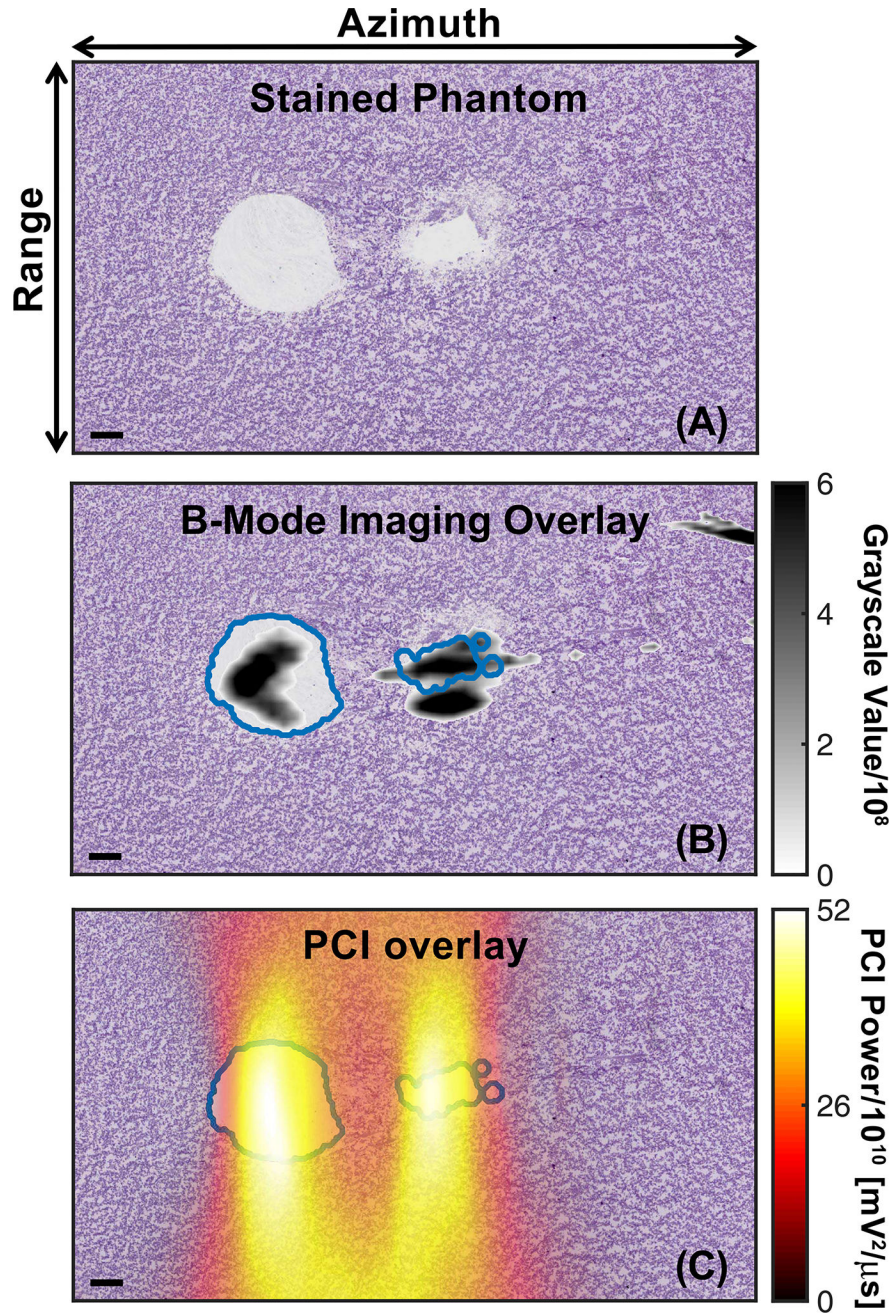 Azimuth
Range
Stained Phantom
(A)
B-Mode Imaging Overlay
(B)
6
4
2
0
Grayscale Value/10⁸
PCI overlay
(C)
52
26
0
PCI Power/10¹⁰ [mV²/μs]